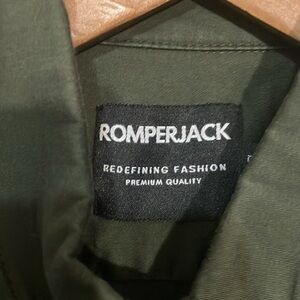 ROMPERJACK
REDEFINING FASHION
PREMIUM QUALITY